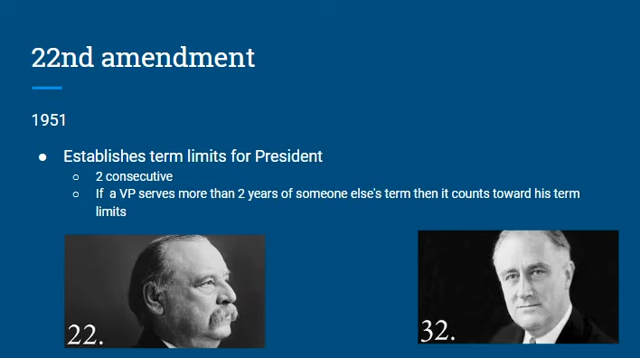 22nd amendment
1951
● Establishes term limits for President
○ 2 consecutive
○ If a VP serves more than 2 years of someone else's term then it counts toward his term
limits
22.
32.